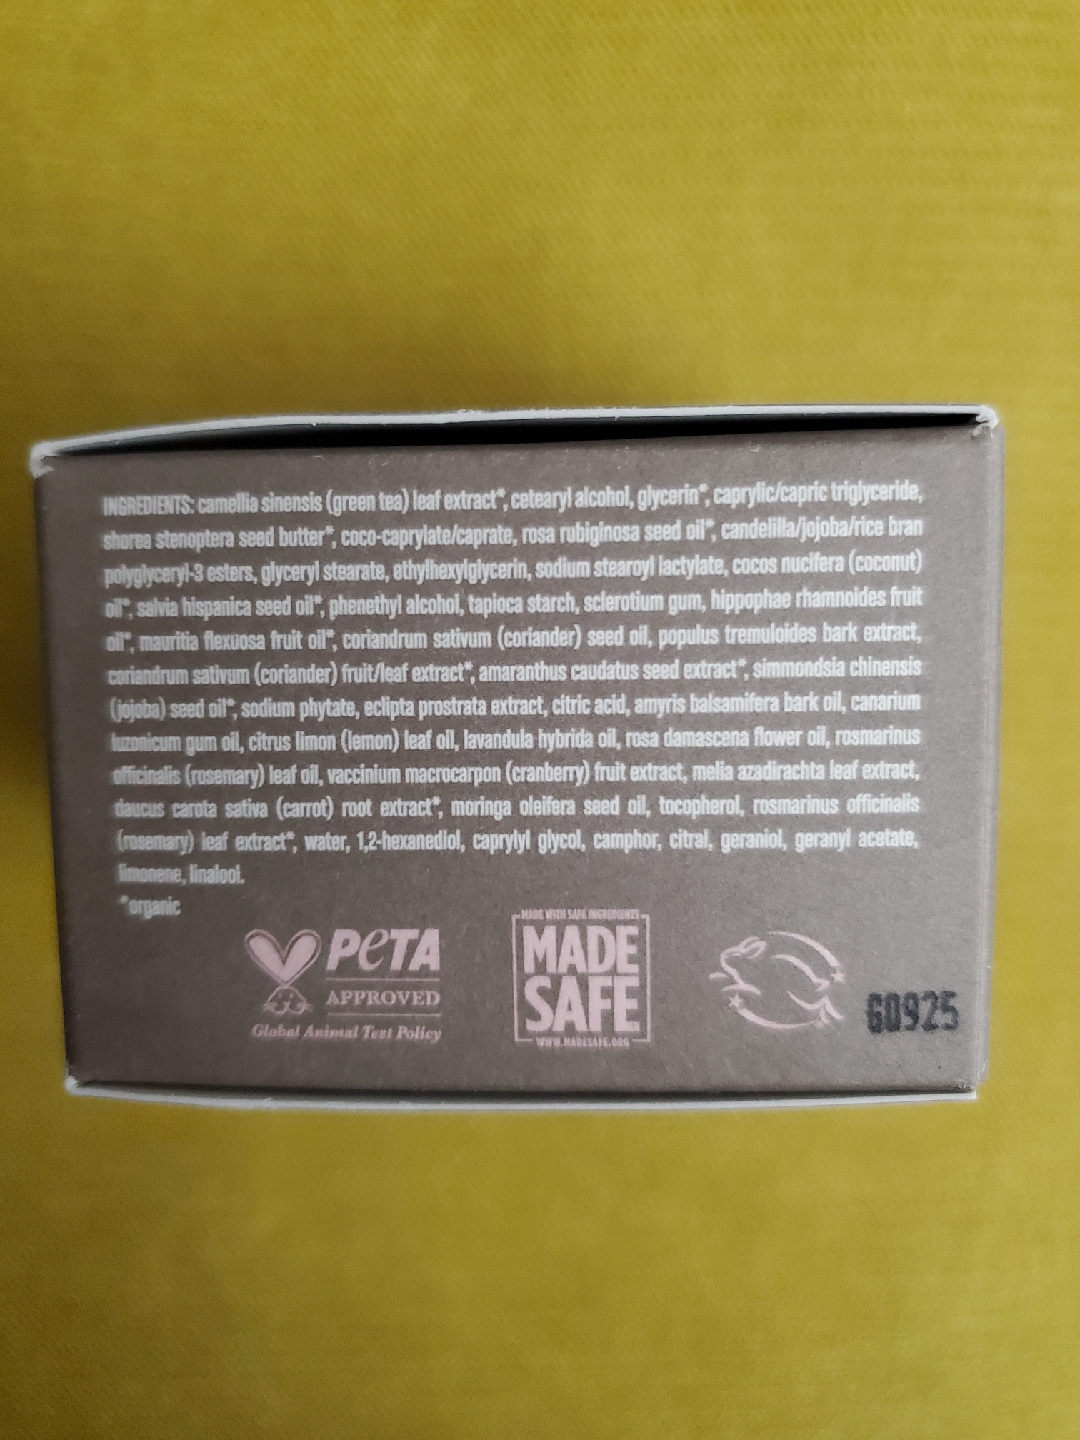 INGREDIENTS: camellia sinensis (green tea) leaf extract*, cetearyl alcohol, glycerin*, caprylic/capric triglyceride,
shorea stenoptera seed butter*, coco-caprylate/caprate, rosa rubiginosa seed oil*, candelilla/jojoba/rice bran
polyglyceryl-3 esters, glyceryl stearate, ethylhexylglycerin, sodium stearoyl lactylate, cocos nucifera (coconut)
oil*, salvia hispanica seed oil*, phenethyl alcohol, tapioca starch, sclerotium gum, hippophae rhamnoides fruit
oil*, mauritia flexuosa fruit oil*, coriandrum sativum (coriander) seed oil, populus tremuloides bark extract,
coriandrum sativum (coriander) fruit/leaf extract*, amaranthus caudatus seed extract*, simmondsia chinensis
(jojoba) seed oil*, sodium phytate, eclipta prostrata extract, citric acid, amyris balsamifera bark oil, canarium
luzonicum gum oil, citrus limon (lemon) leaf oil, lavandula hybrida oil, rosa damascena flower oil, rosmarinus
officinalis (rosemary) leaf oil, vaccinium macrocarpon (cranberry) fruit extract, melia azadirachta leaf extract,
daucus carota sativa (carrot) root extract*, moringa oleifera seed oil, tocopherol, rosmarinus officinalis
(rosemary) leaf extract*, water, 1,2-hexanediol, caprylyl glycol, camphor, citral, geraniol, geranyl acetate,
limonene, linalool.
*organic
PETA
APPROVED
Global Animal Test Policy
MADE WITH SAFE INGREDIENTS
MADE
SAFE
WWW.MADESAFE.ORG
G0925